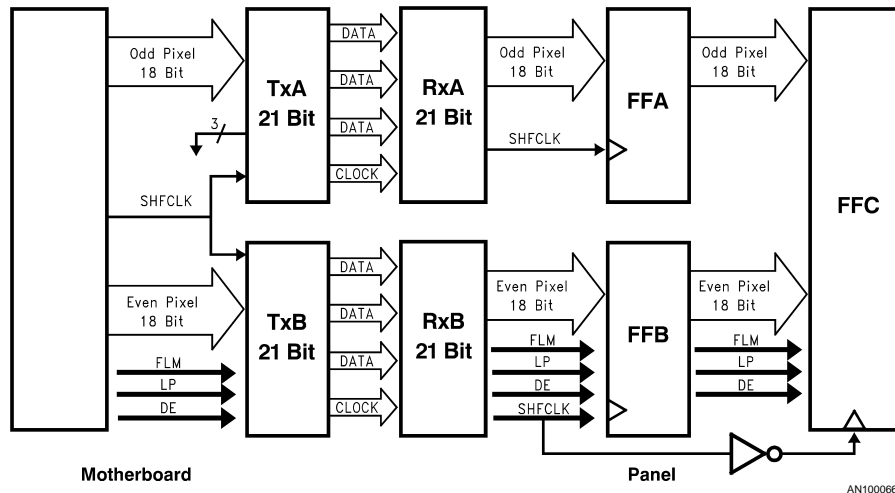 Odd Pixel
18 Bit
TxA
21 Bit
3
SHFCLK
DATA
DATA
DATA
CLOCK
RxA
21 Bit
Odd Pixel
18 Bit
SHFCLK
FFA
Odd Pixel
18 Bit
FFC
Even Pixel
18 Bit
FLM
LP
DE
TxB
21 Bit
DATA
DATA
DATA
CLOCK
RxB
21 Bit
Even Pixel
18 Bit
FLM
LP
DE
SHFCLK
FFB
Even Pixel
18 Bit
FLM
LP
DE
Motherboard
Panel
AN100066